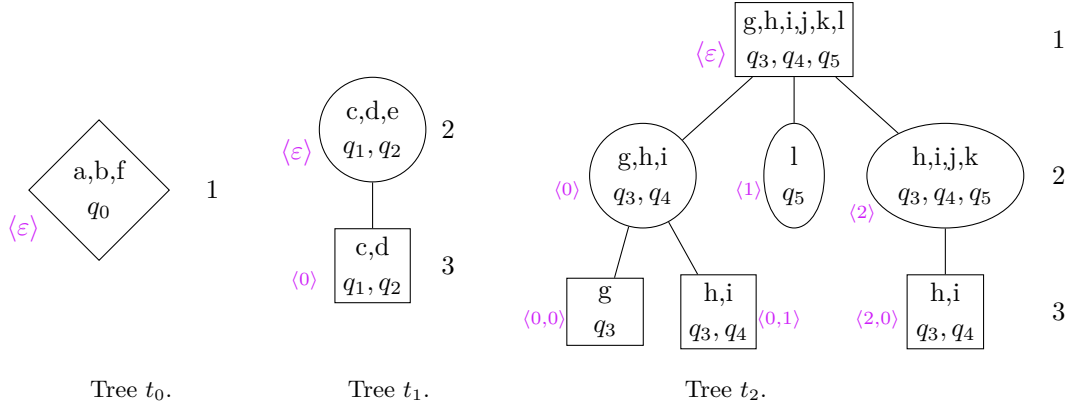 a,b,f
q₀
⟨ε⟩
1
Tree t₀.
c,d,e
q₁, q₂
⟨ε⟩
2
c,d
q₁, q₂
⟨0⟩
3
Tree t₁.
g,h,i,j,k,l
q₃, q₄, q₅
⟨ε⟩
1
g,h,i
q₃, q₄
⟨0⟩
l
q₅
⟨1⟩
h,i,j,k
q₃, q₄, q₅
⟨2⟩
2
g
q₃
⟨0,0⟩
h,i
q₃, q₄
⟨0,1⟩
h,i
q₃, q₄
⟨2,0⟩
3
Tree t₂.